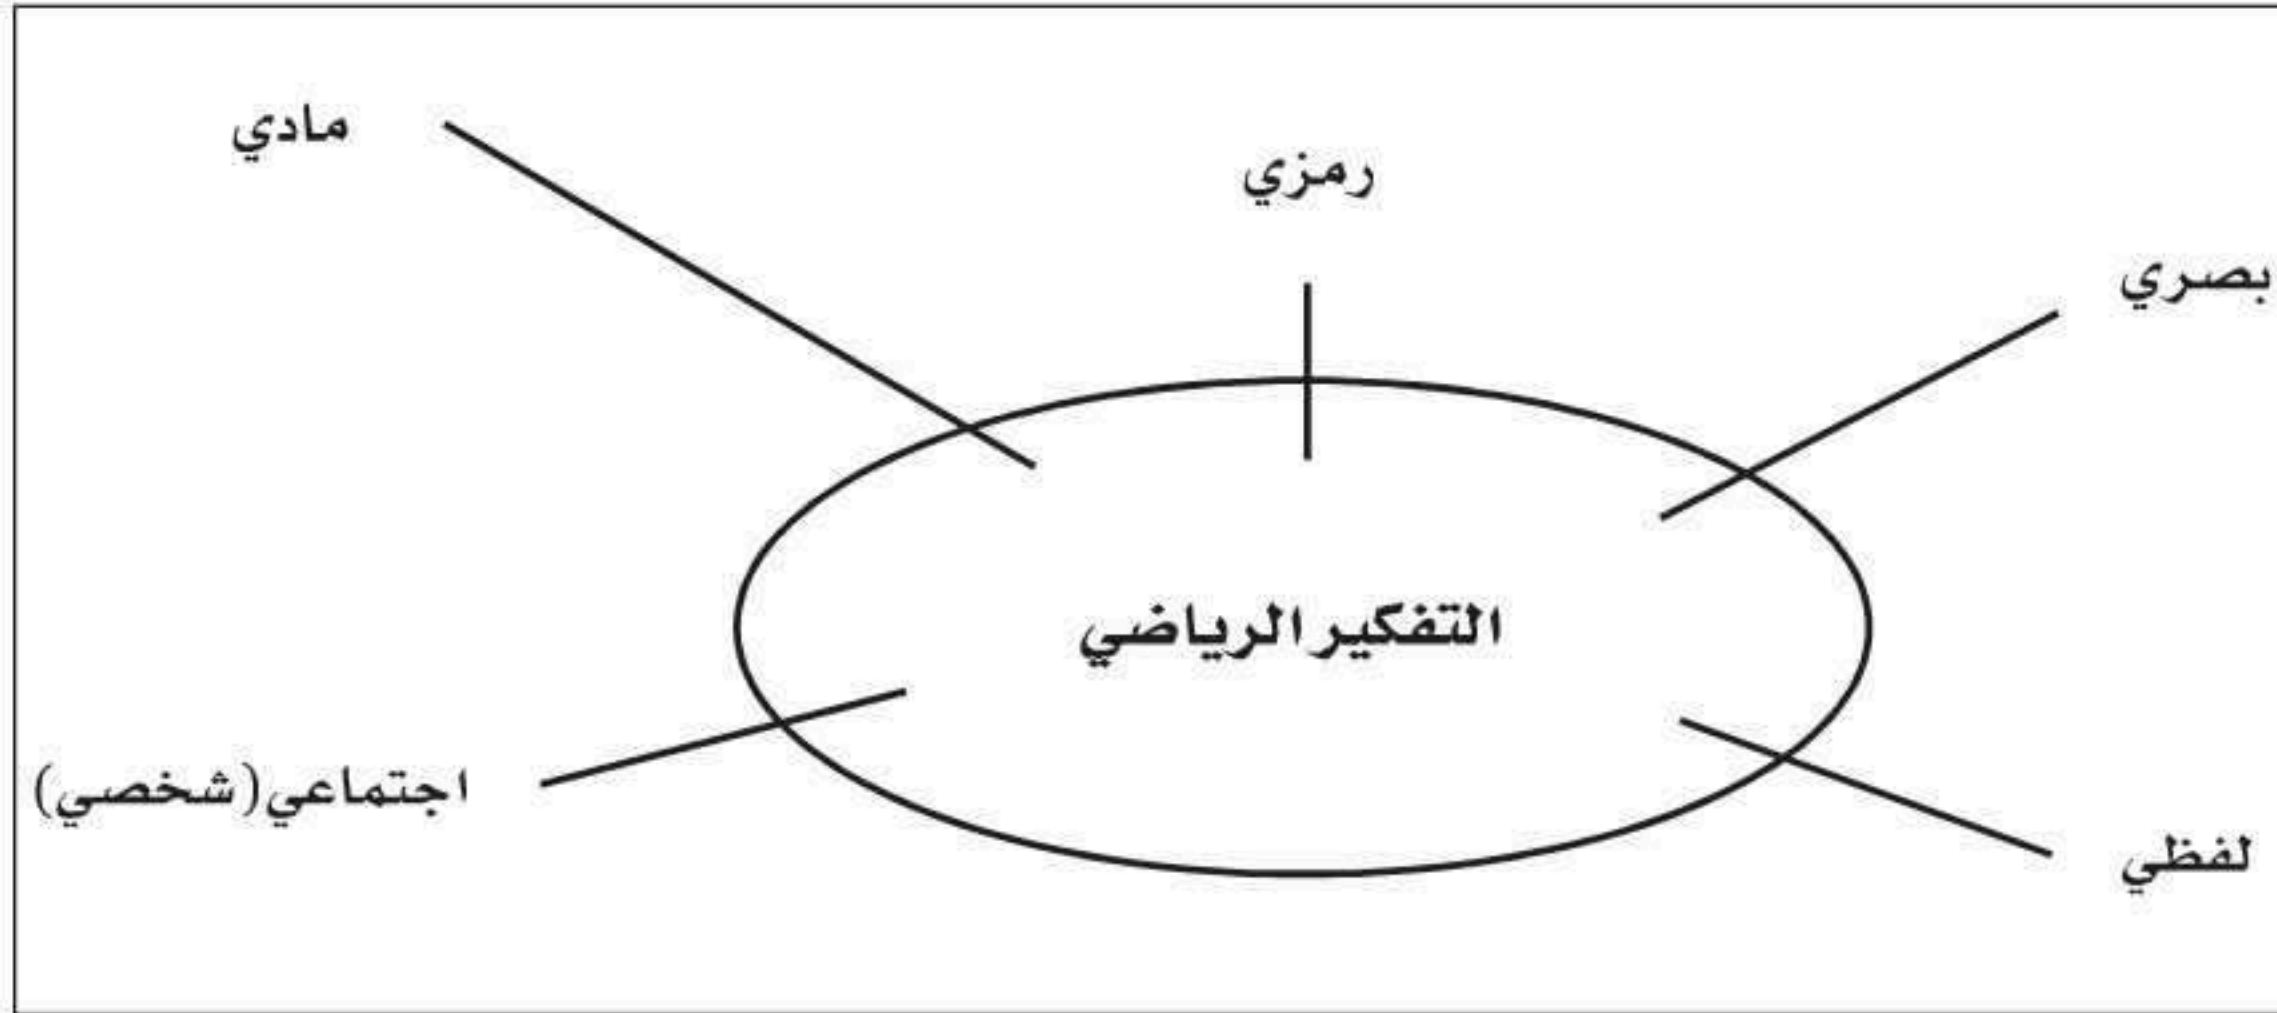 مادي
رمزي
بصري
التفكير الرياضي
اجتماعي(شخصي)
لفظي